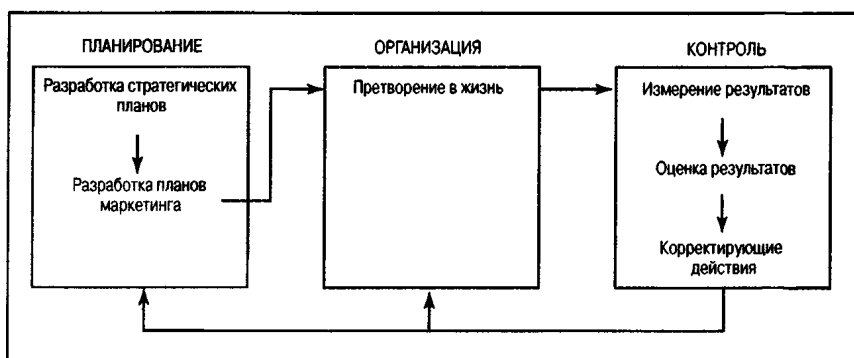 ПЛАНИРОВАНИЕ
Разработка стратегических
планов
Разработка планов
маркетинга
ОРГАНИЗАЦИЯ
Претворение в жизнь
КОНТРОЛЬ
Измерение результатов
Оценка результатов
Корректирующие
действия